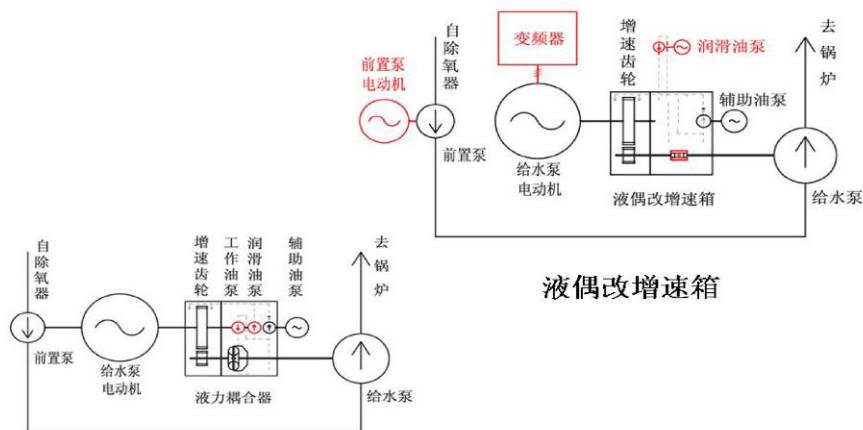 变频器
前置泵
电动机
自除氧器
增速齿轮
润滑油泵
去锅炉
辅助油泵
前置泵
给水泵
电动机
液偶改增速箱
给水泵
液偶改增速箱
自除氧器
增速齿轮
工作油泵
润滑油泵
辅助油泵
去锅炉
前置泵
给水泵
电动机
液力耦合器
给水泵